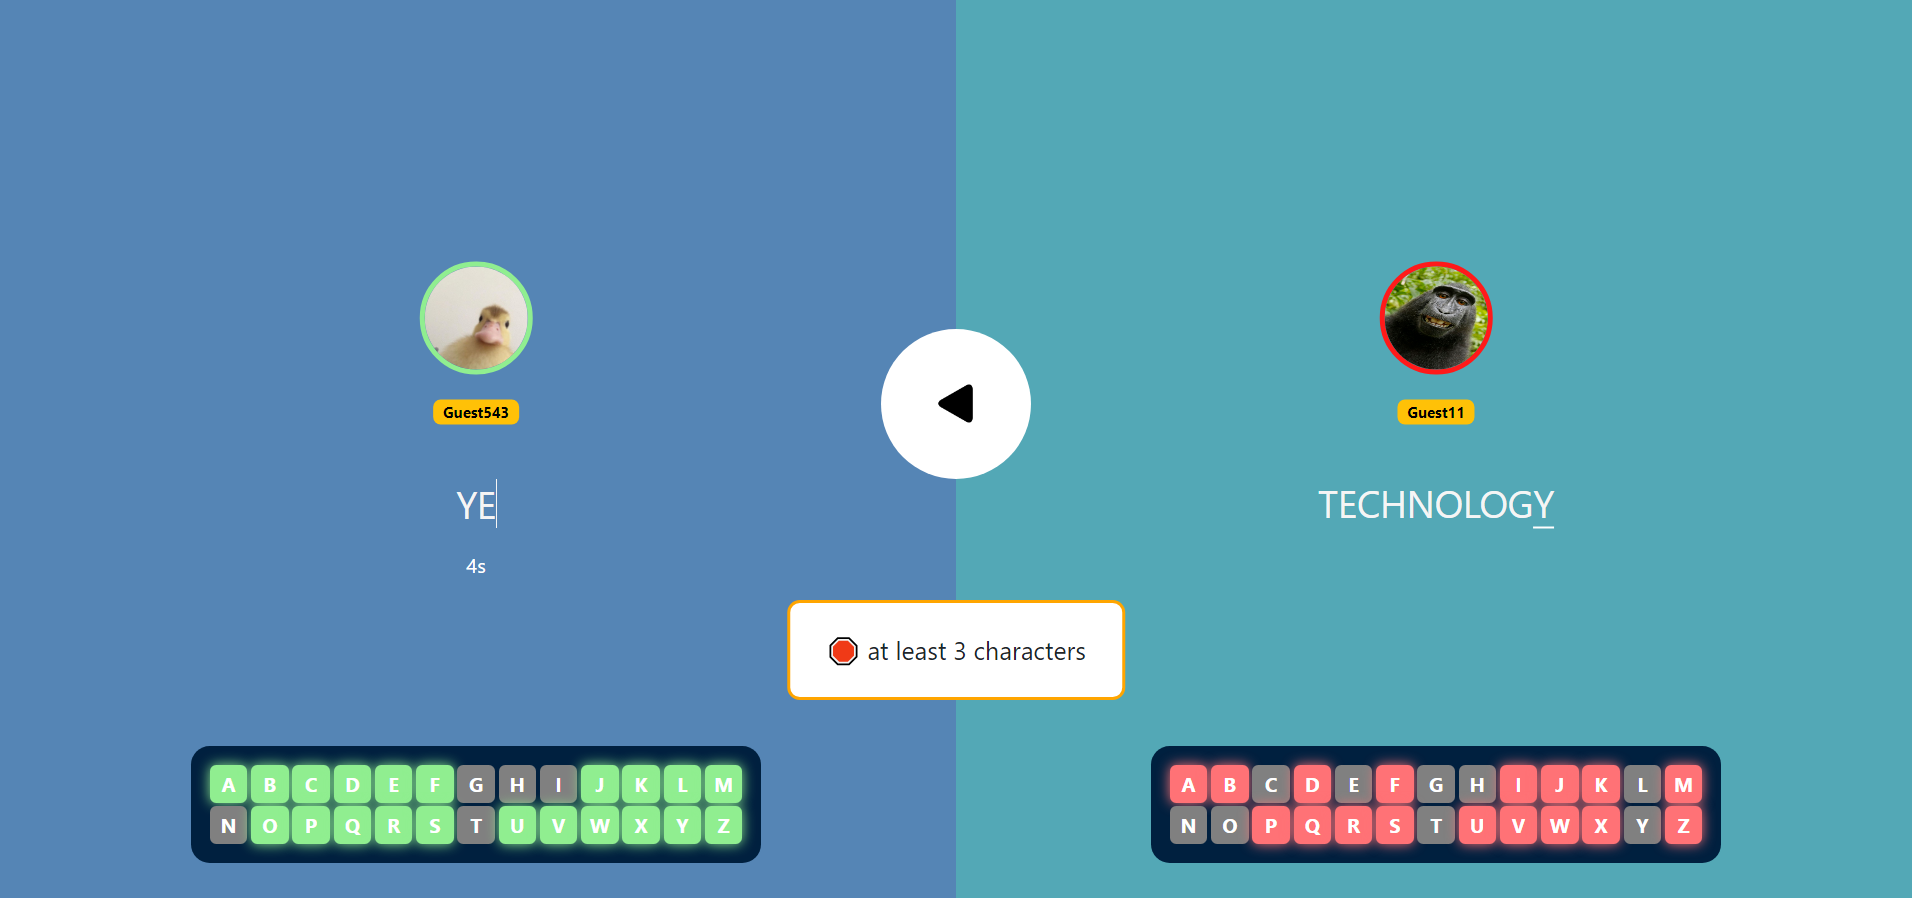 Guest543
YE
4s
Guest11
TECHNOLOGY
at least 3 characters
A B C D E F G H I J K L M
N O P Q R S T U V W X Y Z
A B C D E F G H I J K L M
N O P Q R S T U V W X Y Z